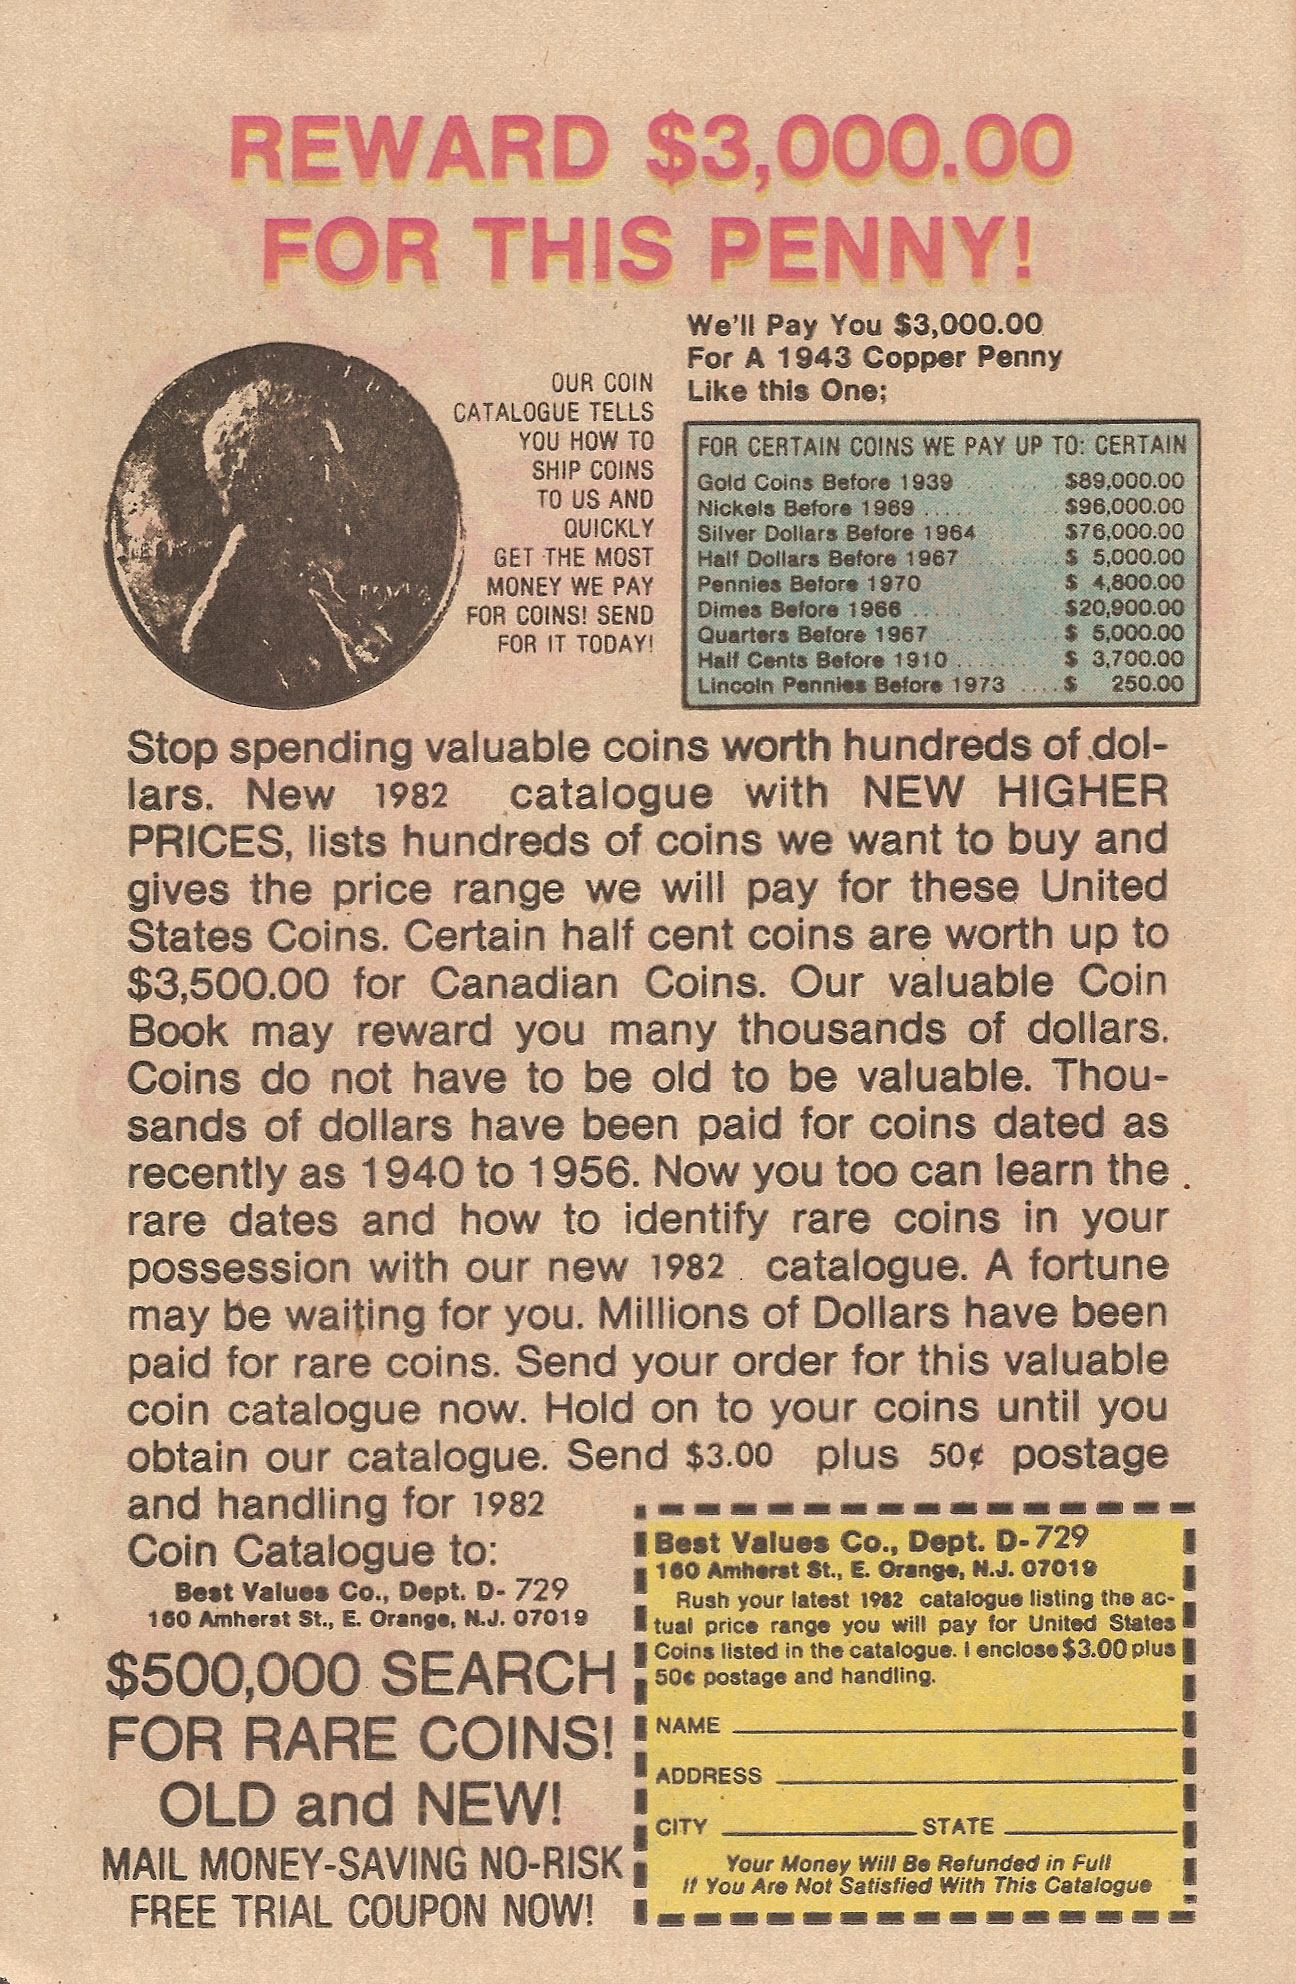 REWARD $3,000.00
FOR THIS PENNY!
OUR COIN
CATALOGUE TELLS
YOU HOW TO
SHIP COINS
TO US AND
QUICKLY
GET THE MOST
MONEY WE PAY
FOR COINS! SEND
FOR IT TODAY!
We'll Pay You $3,000.00
For A 1943 Copper Penny
Like this One;
FOR CERTAIN COINS WE PAY UP TO: CERTAIN
Gold Coins Before 1939 ........ $89,000.00
Nickels Before 1969 ........ $96,000.00
Silver Dollars Before 1964 ...... $76,000.00
Half Dollars Before 1967 ........ $ 5,000.00
Pennies Before 1970 ........ $ 4,800.00
Dimes Before 1966 ........ $20,900.00
Quarters Before 1967 ........ $ 5,000.00
Half Cents Before 1910 ........ $ 3,700.00
Lincoln Pennies Before 1973 .... $ 250.00
Stop spending valuable coins worth hundreds of dol-
lars. New 1982 catalogue with NEW HIGHER
PRICES, lists hundreds of coins we want to buy and
gives the price range we will pay for these United
States Coins. Certain half cent coins are worth up to
$3,500.00 for Canadian Coins. Our valuable Coin
Book may reward you many thousands of dollars.
Coins do not have to be old to be valuable. Thou-
sands of dollars have been paid for coins dated as
recently as 1940 to 1956. Now you too can learn the
rare dates and how to identify rare coins in your
possession with our new 1982 catalogue. A fortune
may be waiting for you. Millions of Dollars have been
paid for rare coins. Send your order for this valuable
coin catalogue now. Hold on to your coins until you
obtain our catalogue. Send $3.00 plus 50¢ postage
and handling for 1982
Coin Catalogue to:
Best Values Co., Dept. D- 729
160 Amherst St., E. Orange, N.J. 07019
$500,000 SEARCH
FOR RARE COINS!
OLD and NEW!
MAIL MONEY-SAVING NO-RISK
FREE TRIAL COUPON NOW!
Best Values Co., Dept. D-729
160 Amherst St., E. Orange, N.J. 07019
Rush your latest 1982 catalogue listing the ac-
tual price range you will pay for United States
Coins listed in the catalogue. I enclose $3.00 plus
50¢ postage and handling.
NAME
ADDRESS
CITY STATE
Your Money Will Be Refunded in Full
If You Are Not Satisfied With This Catalogue